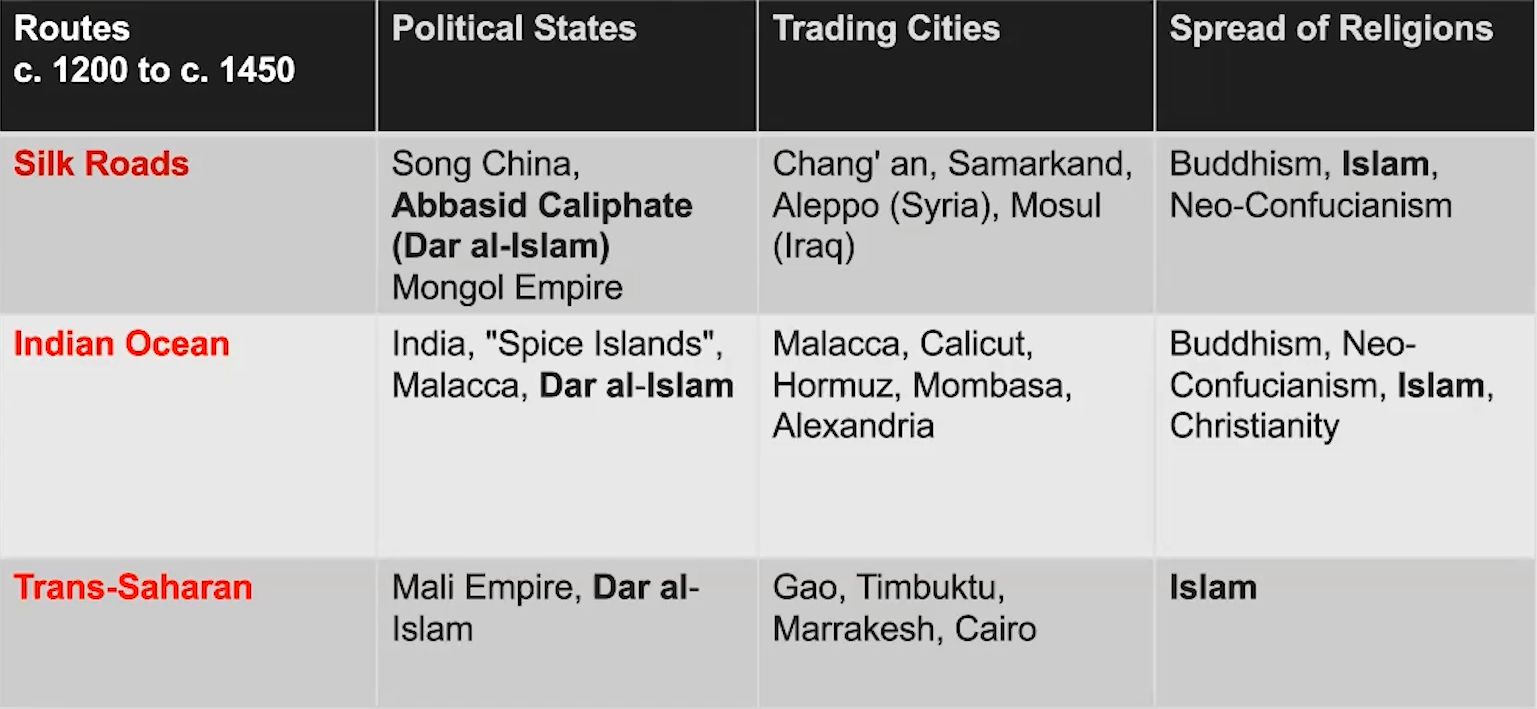 Routes
c. 1200 to c. 1450
Political States
Trading Cities
Spread of Religions
Silk Roads
Song China,
Abbasid Caliphate
(Dar al-Islam)
Mongol Empire
Chang' an, Samarkand,
Aleppo (Syria), Mosul
(Iraq)
Buddhism, Islam,
Neo-Confucianism
Indian Ocean
India, "Spice Islands",
Malacca, Dar al-Islam
Malacca, Calicut,
Hormuz, Mombasa,
Alexandria
Buddhism, Neo-
Confucianism, Islam,
Christianity
Trans-Saharan
Mali Empire, Dar al-
Islam
Gao, Timbuktu,
Marrakesh, Cairo
Islam